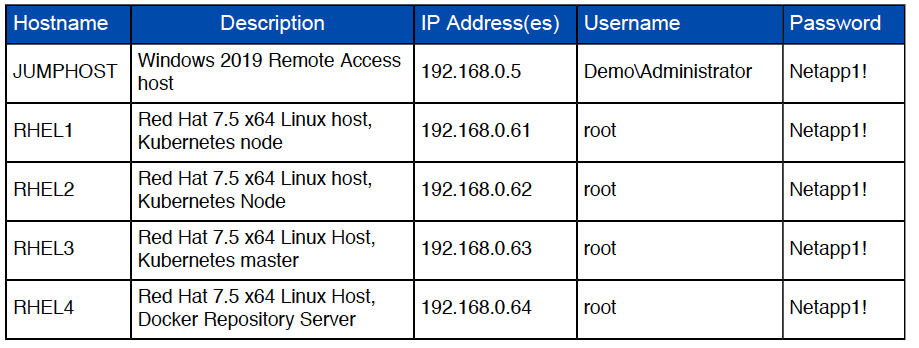 Hostname Description IP Address(es) Username Password
JUMPHOST Windows 2019 Remote Access host 192.168.0.5 Demo\Administrator Netapp1!
RHEL1 Red Hat 7.5 x64 Linux host, Kubernetes node 192.168.0.61 root Netapp1!
RHEL2 Red Hat 7.5 x64 Linux host, Kubernetes Node 192.168.0.62 root Netapp1!
RHEL3 Red Hat 7.5 x64 Linux Host, Kubernetes master 192.168.0.63 root Netapp1!
RHEL4 Red Hat 7.5 x64 Linux Host, Docker Repository Server 192.168.0.64 root Netapp1!